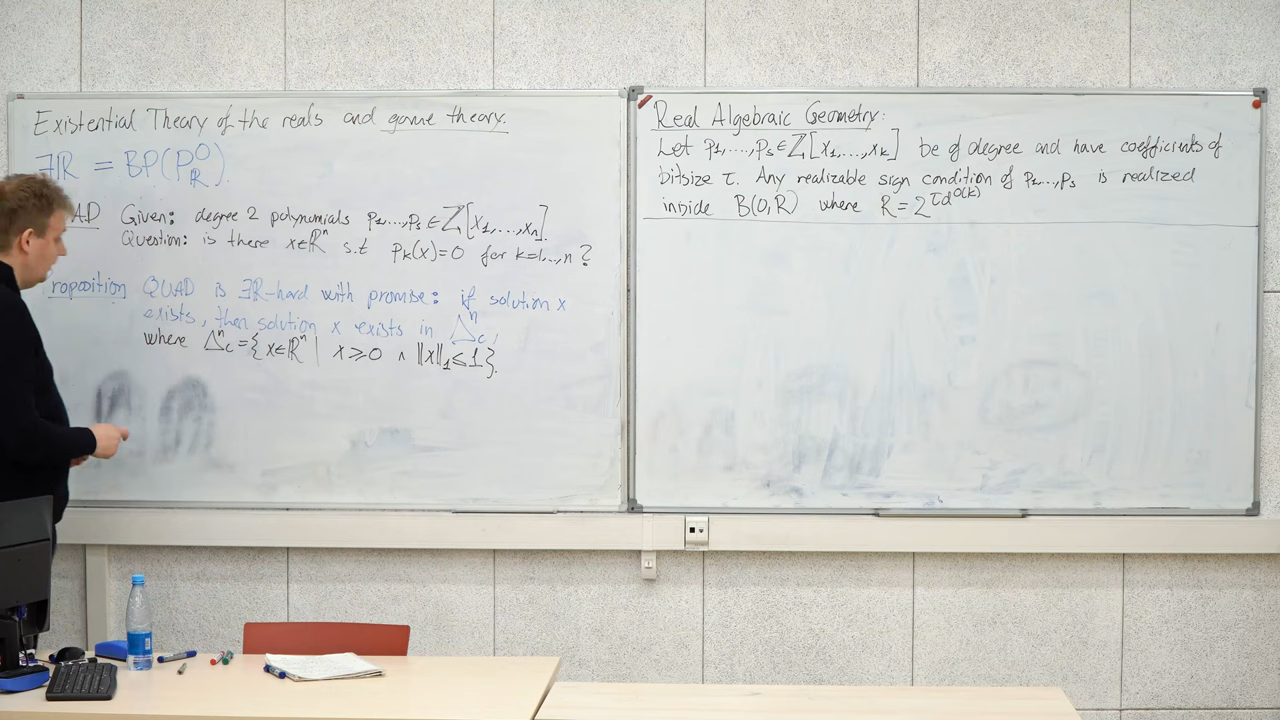 Existential Theory of the reals and game theory.
∃ℝ = BP(P⁰_ℝ).
AD Given: degree 2 polynomials p₁,...,pₛ∈ℤ[x₁,...,xₙ].
Question: is there x∈ℝⁿ s.t pₖ(x)=0 for k=1...,n?
roposition QUAD is ∃ℝ-hard with promise: if solution x
exists, then solution x exists in Δⁿ_c,
where Δⁿ_c={x∈ℝⁿ | x⩾0 ∧ ‖x‖₁⩽1}.
Real Algebraic Geometry:
Let p₁,...,pₛ∈ℤ[x₁,...,xₖ] be of degree and have coefficients of
bitsize τ. Any realizable sign condition of p₁...,pₛ is realized
inside B(0,R) where R=2^{τd^{O(k)}}